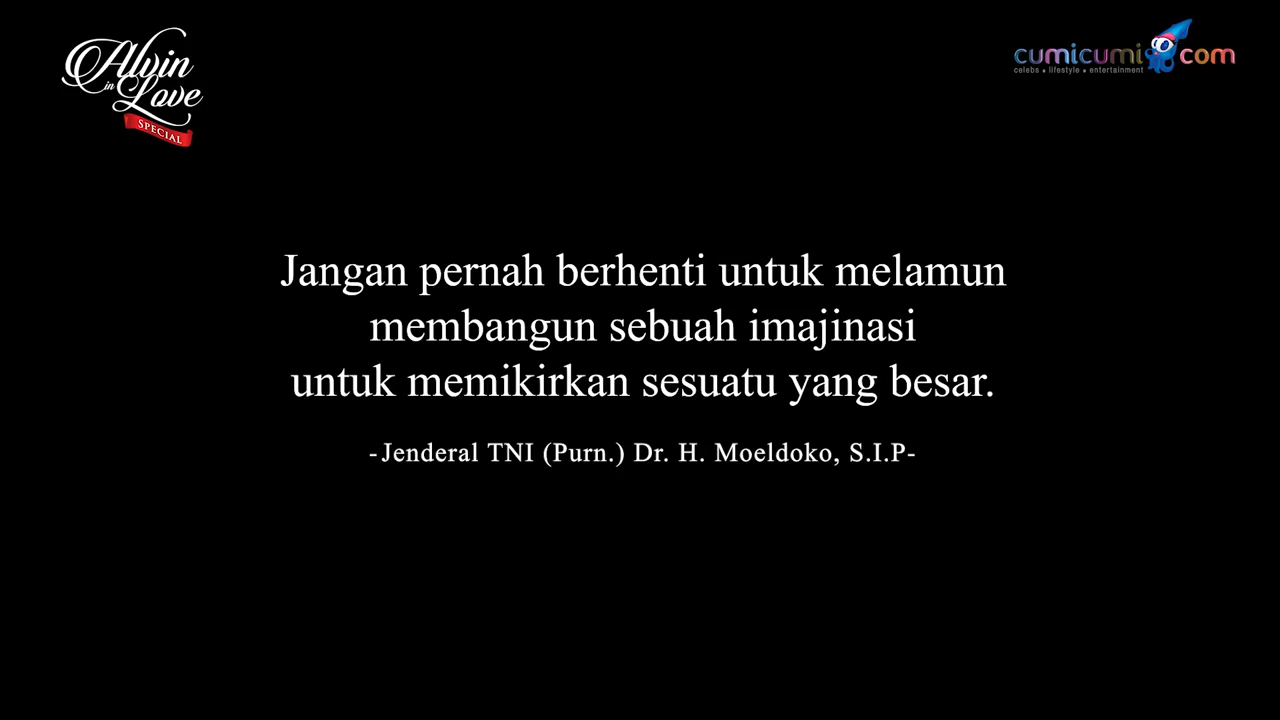 Alvin
in Love
SPECIAL
cumicumi.com
celebs • lifestyle • entertainment
Jangan pernah berhenti untuk melamun
membangun sebuah imajinasi
untuk memikirkan sesuatu yang besar.
-Jenderal TNI (Purn.) Dr. H. Moeldoko, S.I.P-